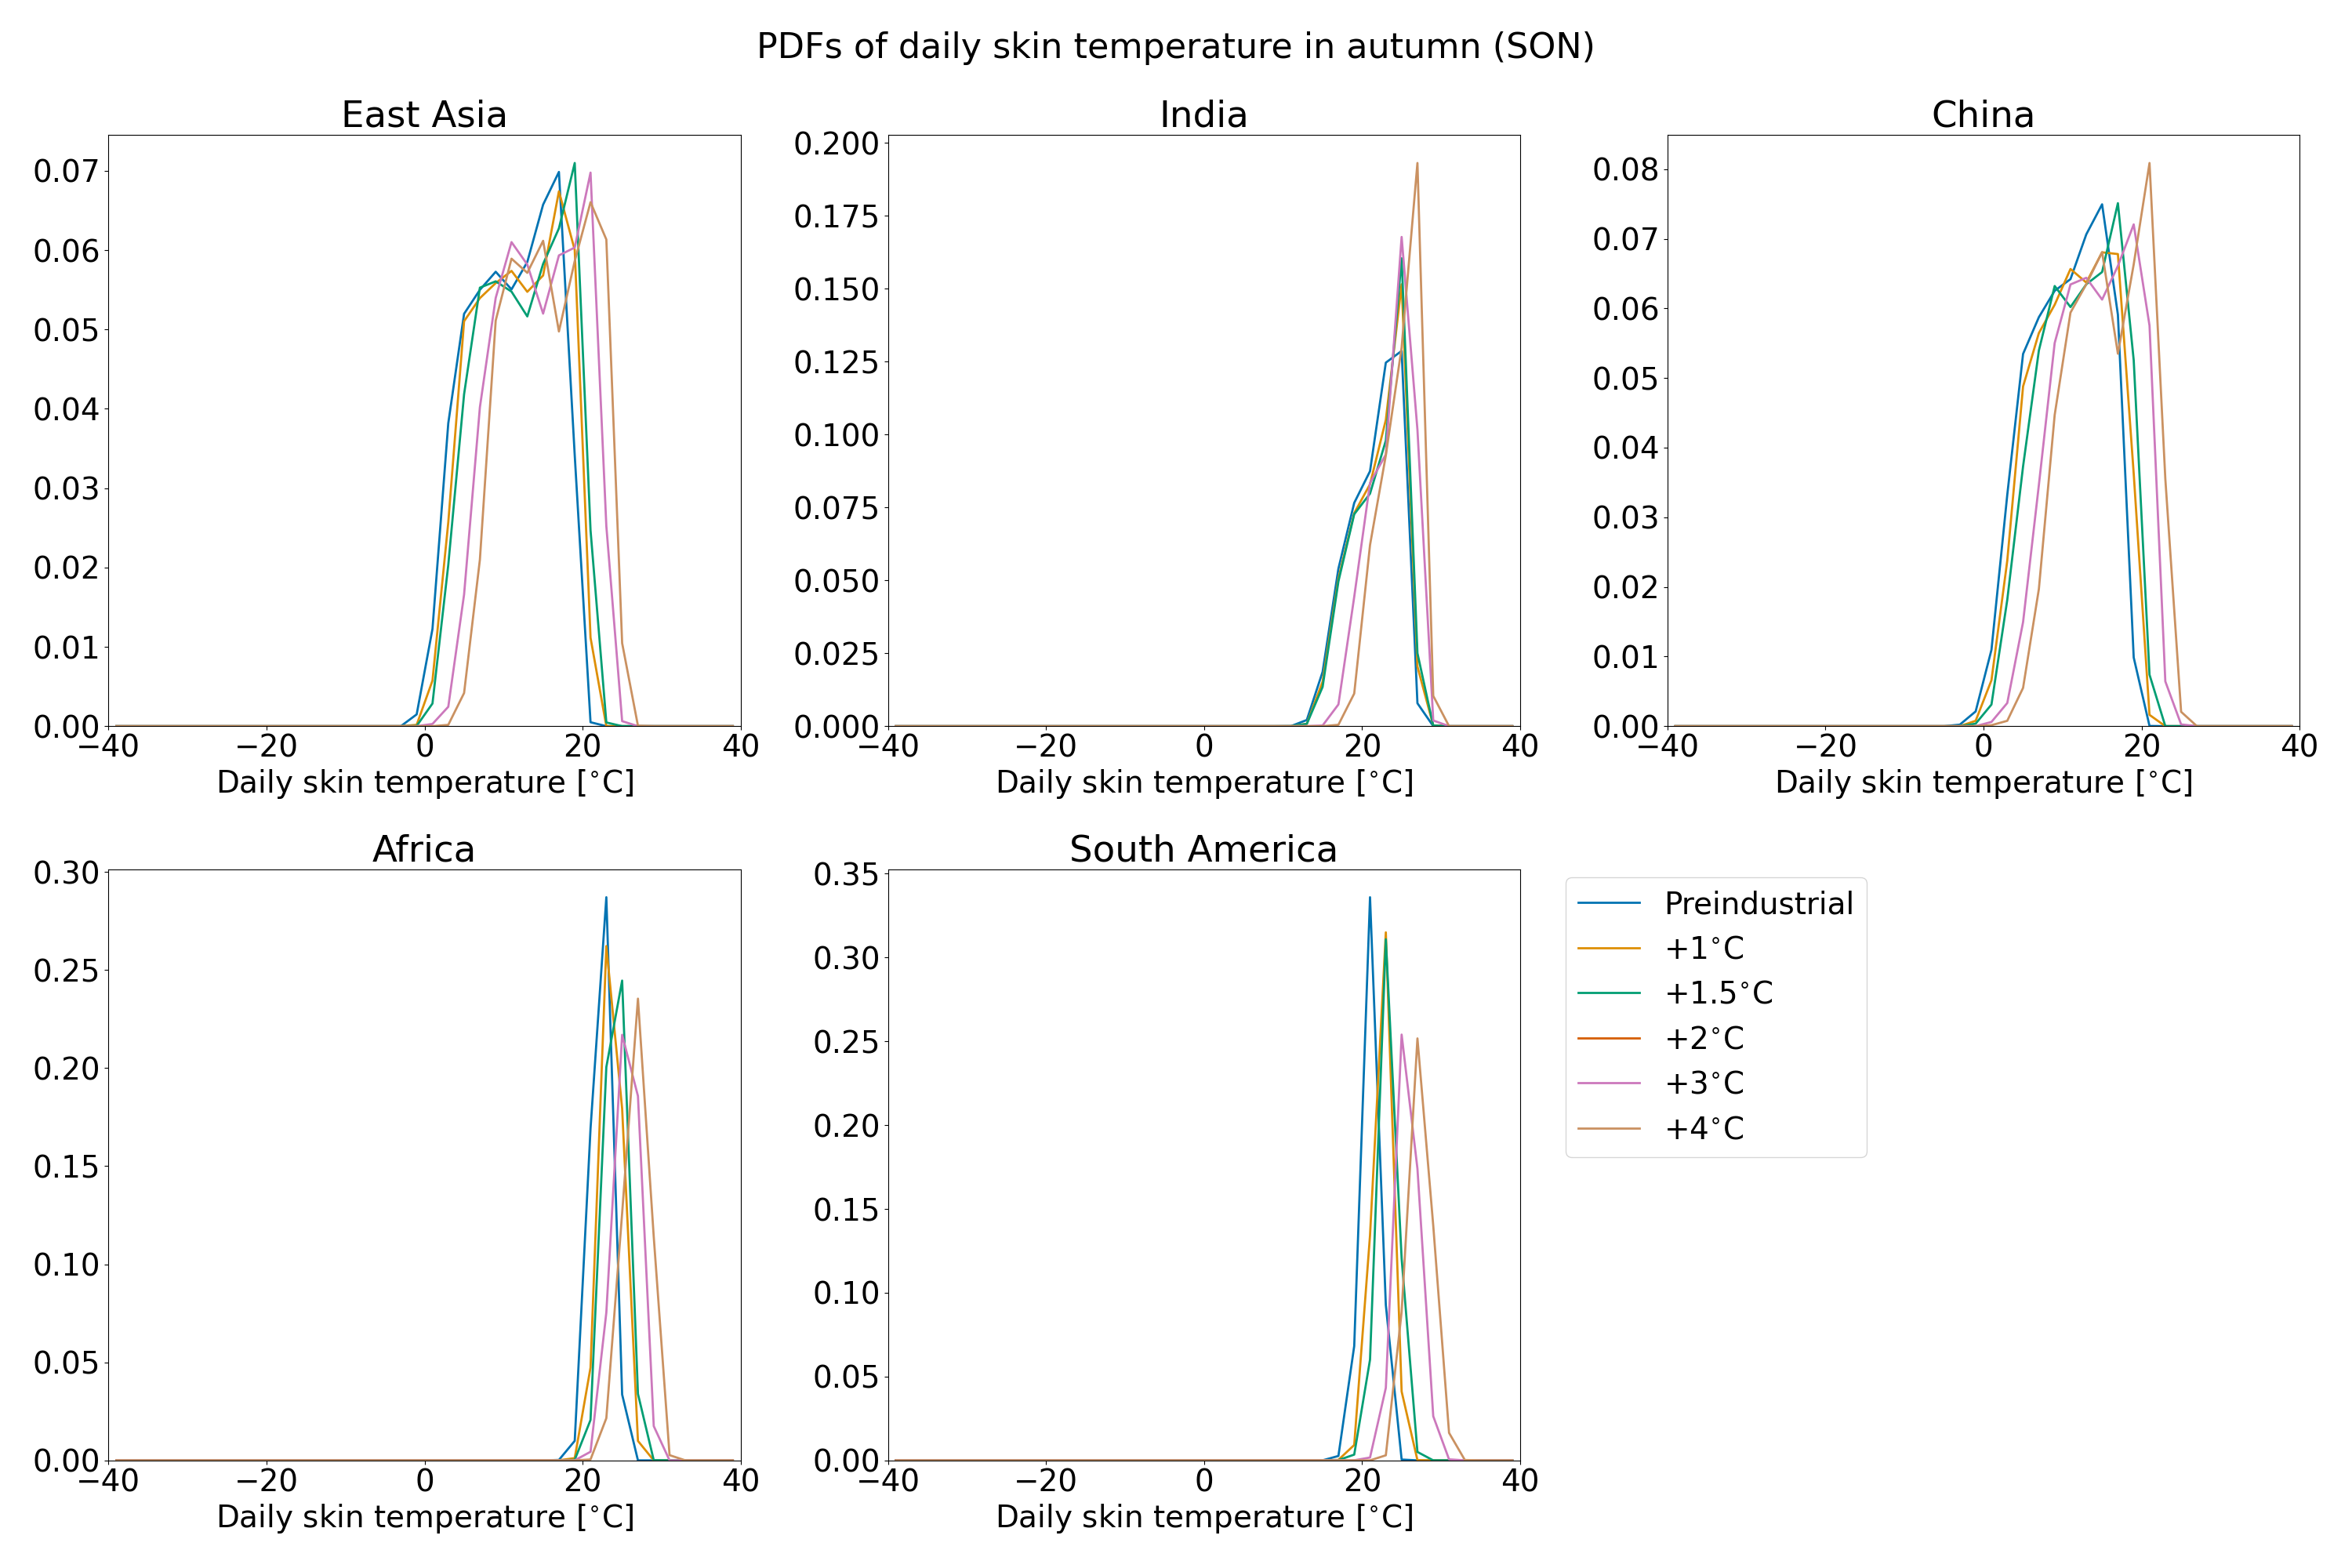 PDFs of daily skin temperature in autumn (SON)
East Asia
0.07
0.06
0.05
0.04
0.03
0.02
0.01
0.00
−40 −20 0 20 40
Daily skin temperature [°C]
India
0.200
0.175
0.150
0.125
0.100
0.075
0.050
0.025
0.000
−40 −20 0 20 40
Daily skin temperature [°C]
China
0.08
0.07
0.06
0.05
0.04
0.03
0.02
0.01
0.00
−40 −20 0 20 40
Daily skin temperature [°C]
Africa
0.30
0.25
0.20
0.15
0.10
0.05
0.00
−40 −20 0 20 40
Daily skin temperature [°C]
South America
0.35
0.30
0.25
0.20
0.15
0.10
0.05
0.00
−40 −20 0 20 40
Daily skin temperature [°C]
Preindustrial
+1°C
+1.5°C
+2°C
+3°C
+4°C